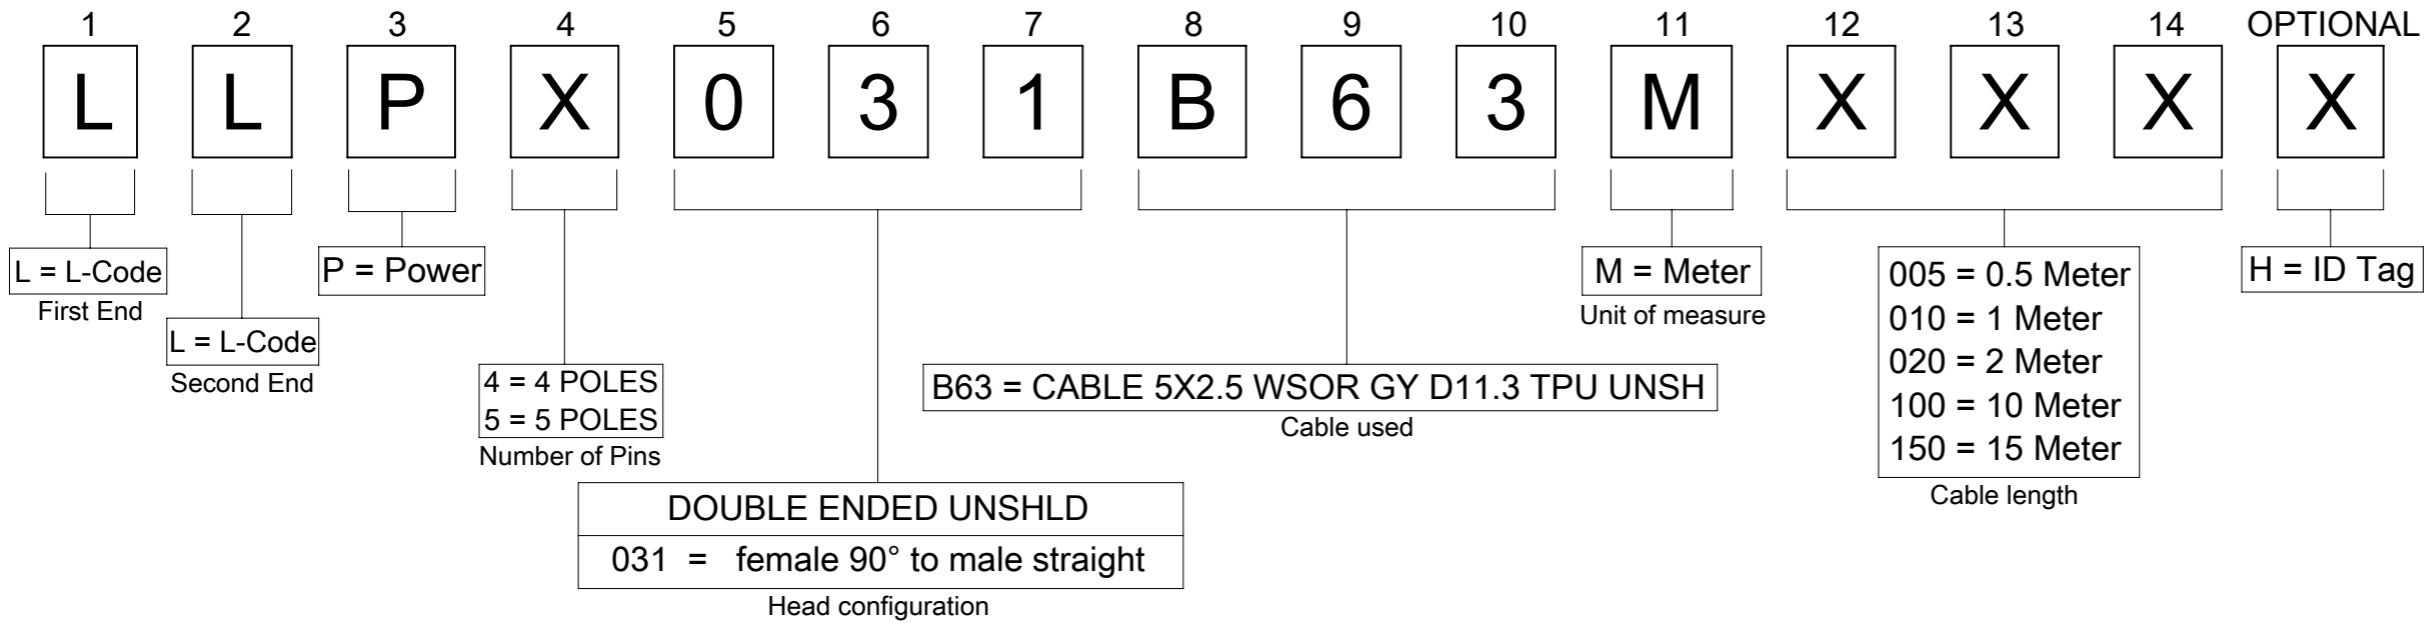 1 2 3 4 5 6 7 8 9 10 11 12 13 14 OPTIONAL
L L P X 0 3 1 B 6 3 M X X X X
L = L-Code
First End
L = L-Code
Second End
P = Power
4 = 4 POLES
5 = 5 POLES
Number of Pins
DOUBLE ENDED UNSHLD
031 = female 90° to male straight
Head configuration
B63 = CABLE 5X2.5 WSOR GY D11.3 TPU UNSH
Cable used
M = Meter
Unit of measure
005 = 0.5 Meter
010 = 1 Meter
020 = 2 Meter
100 = 10 Meter
150 = 15 Meter
Cable length
H = ID Tag